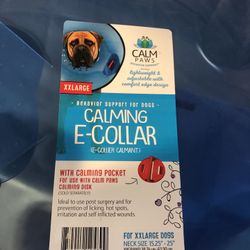 CALM
PAWS
lightweight &
adjustable with
comfort edge design
XXLARGE
BEHAVIOR SUPPORT FOR DOGS
CALMING
E-COLLAR
(E-COLLIER CALMANT)
WITH CALMING POCKET
FOR USE WITH CALM PAWS
CALMING DISK
(SOLD SEPARATELY)
Ideal to use post surgery and for
prevention of licking, hot spots,
irritation and self inflicted wounds.
FOR XXLARGE DOGS
NECK SIZE 15.25" - 25"